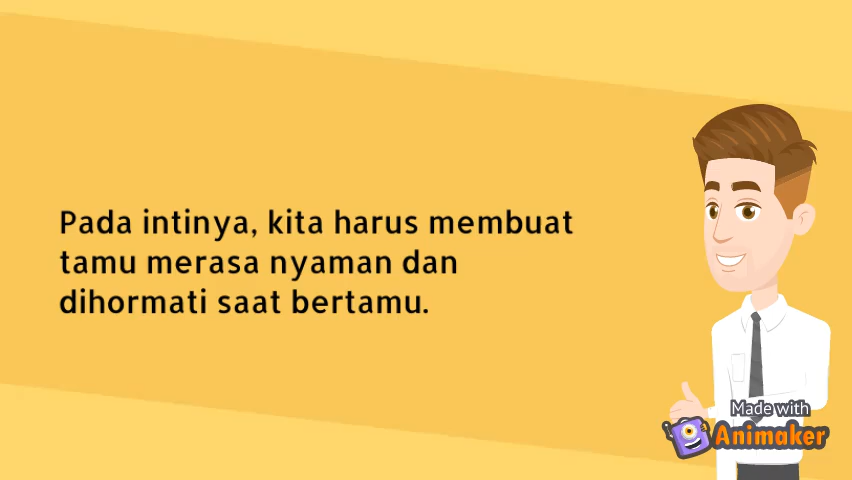 Pada intinya, kita harus membuat
tamu merasa nyaman dan
dihormati saat bertamu.
Made with
Animaker